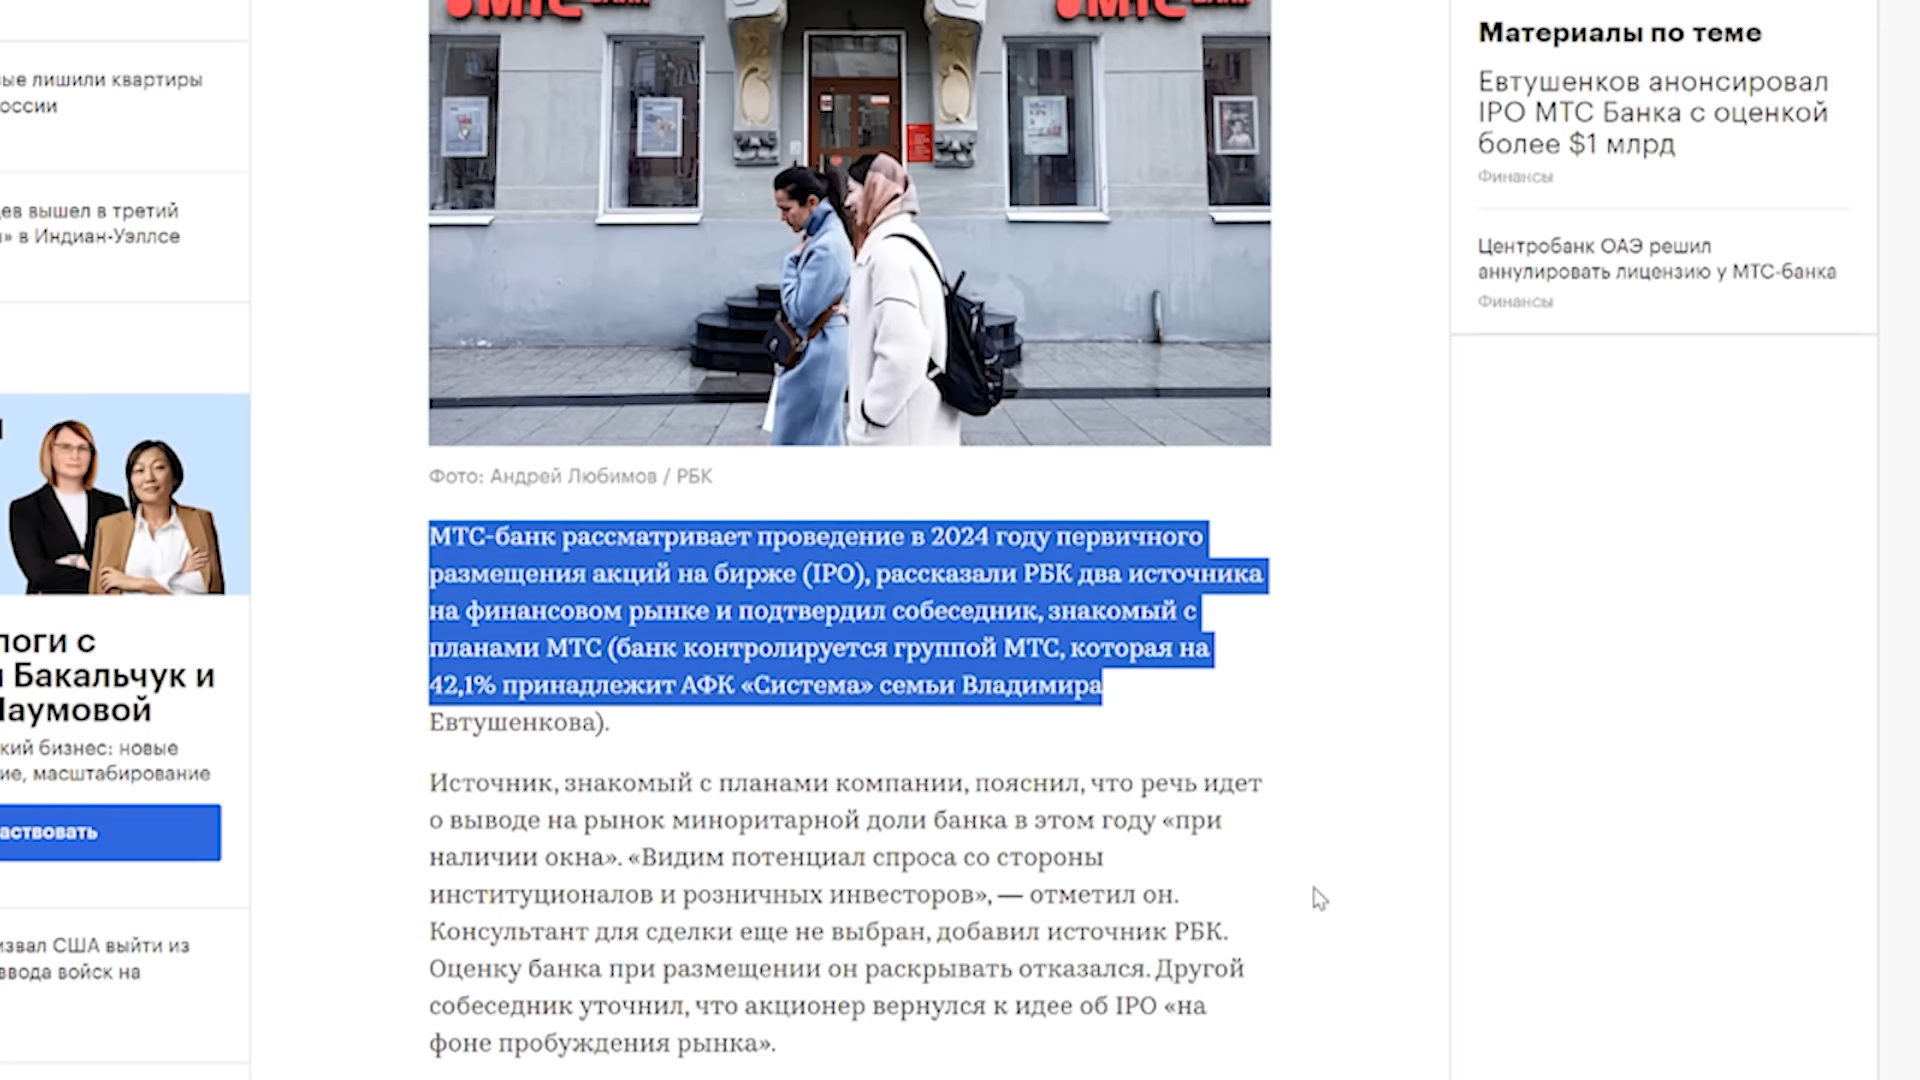 ые лишили квартиры
оссии
ев вышел в третий
» в Индиан-Уэллсе
логи с
Бакальчук и
Наумовой
кий бизнес: новые
ие, масштабирование
аствовать
извал США выйти из
ввода войск на
МТС БАНК
МТС БАНК
Фото: Андрей Любимов / РБК
МТС-банк рассматривает проведение в 2024 году первичного
размещения акций на бирже (IPO), рассказали РБК два источника
на финансовом рынке и подтвердил собеседник, знакомый с
планами МТС (банк контролируется группой МТС, которая на
42,1% принадлежит АФК «Система» семьи Владимира
Евтушенкова).
Источник, знакомый с планами компании, пояснил, что речь идет
о выводе на рынок миноритарной доли банка в этом году «при
наличии окна». «Видим потенциал спроса со стороны
институционалов и розничных инвесторов», — отметил он.
Консультант для сделки еще не выбран, добавил источник РБК.
Оценку банка при размещении он раскрывать отказался. Другой
собеседник уточнил, что акционер вернулся к идее об IPO «на
фоне пробуждения рынка».
Материалы по теме
Евтушенков анонсировал
IPO МТС Банка с оценкой
более $1 млрд
Финансы
Центробанк ОАЭ решил
аннулировать лицензию у МТС-банка
Финансы